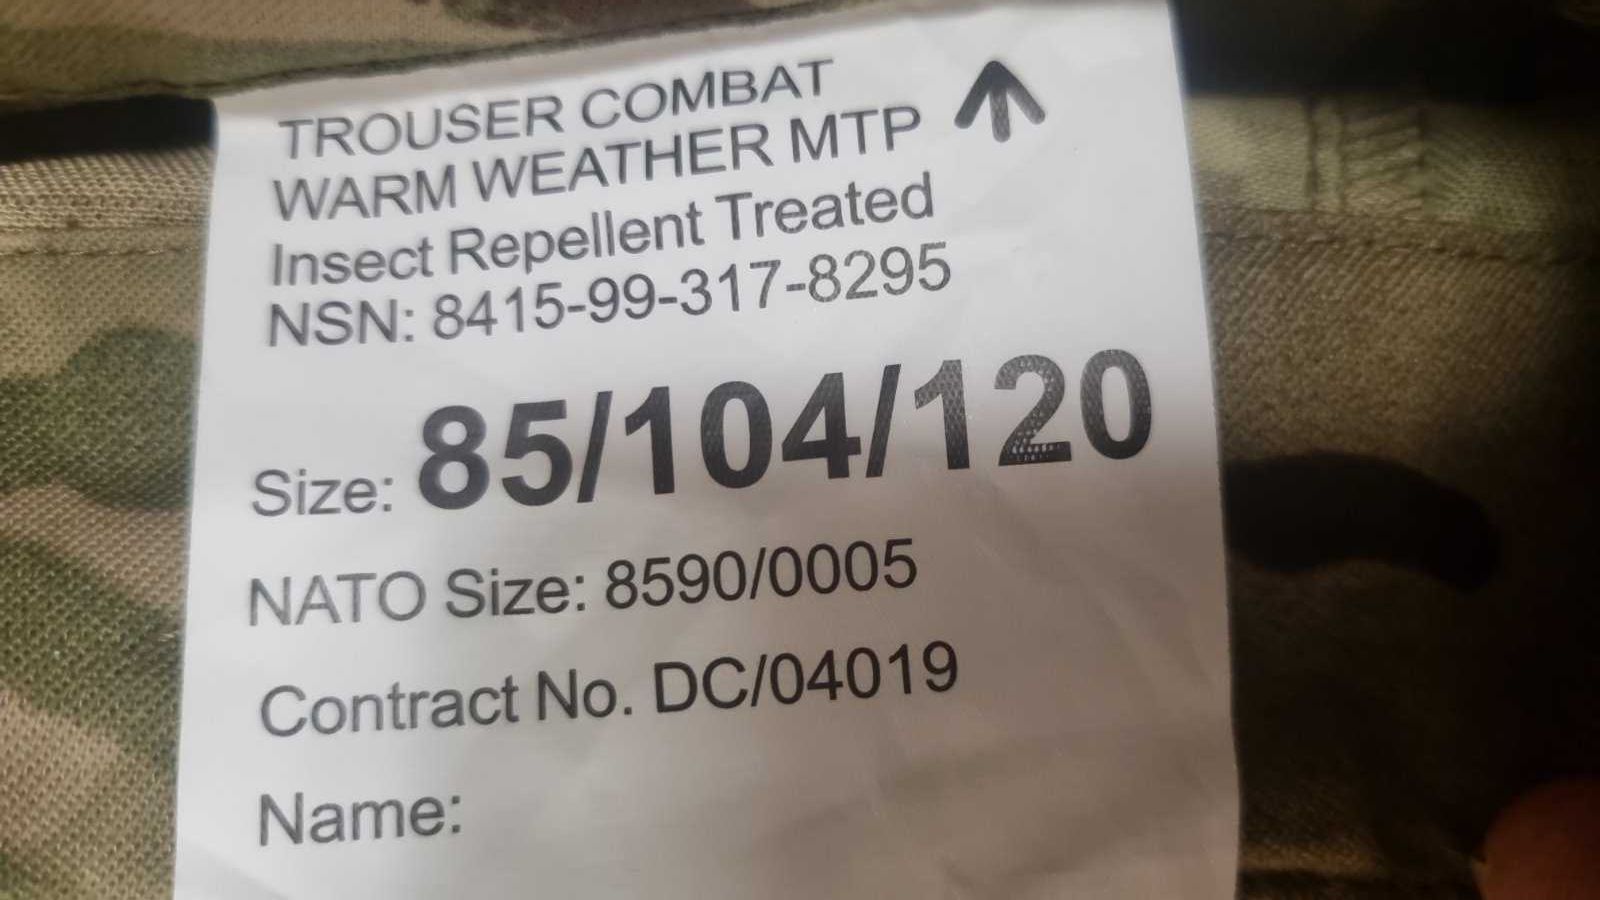 TROUSER COMBAT
WARM WEATHER MTP
Insect Repellent Treated
NSN: 8415-99-317-8295
Size: 85/104/120
NATO Size: 8590/0005
Contract No. DC/04019
Name: